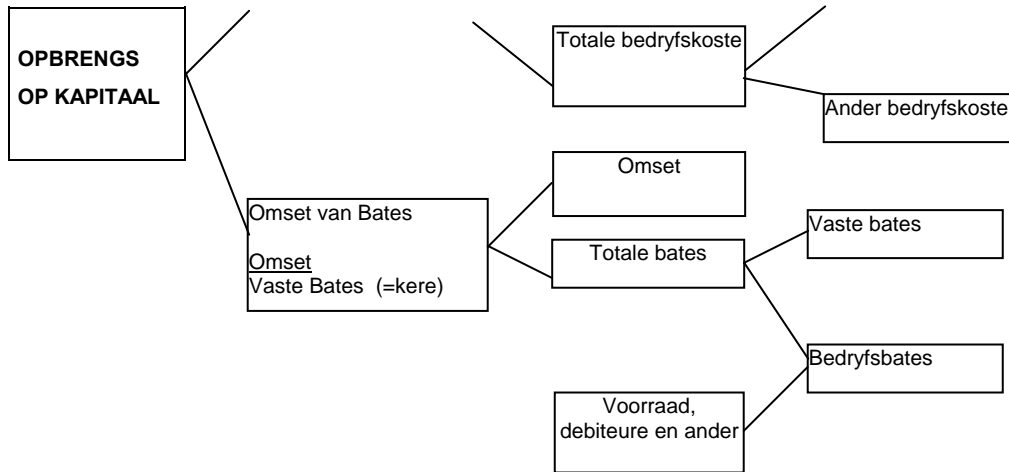 OPBRENGS
OP KAPITAAL
Totale bedryfskoste
Ander bedryfskoste
Omset
Omset van Bates
Omset
Vaste Bates (=kere)
Totale bates
Vaste bates
Bedryfsbates
Voorraad,
debiteure en ander